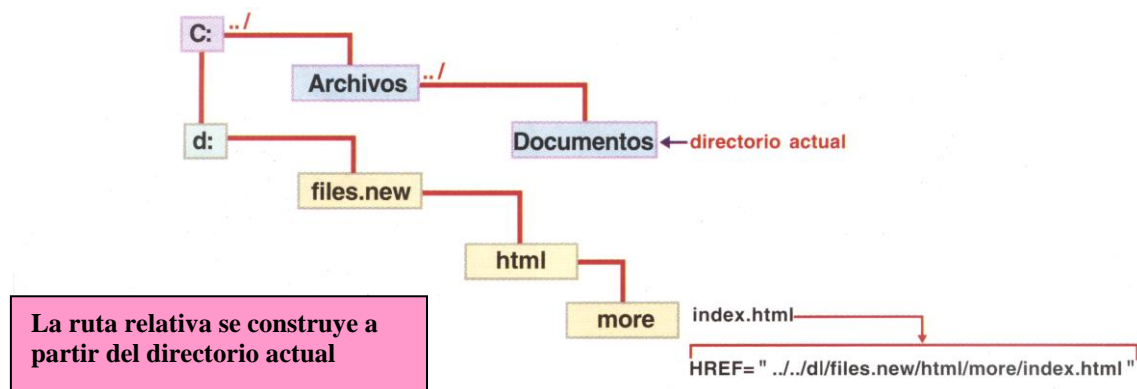 C: ../
Archivos ../
d:
Documentos directorio actual
files.new
html
more
index.html
HREF= " ../../d|/files.new/html/more/index.html "
La ruta relativa se construye a
partir del directorio actual